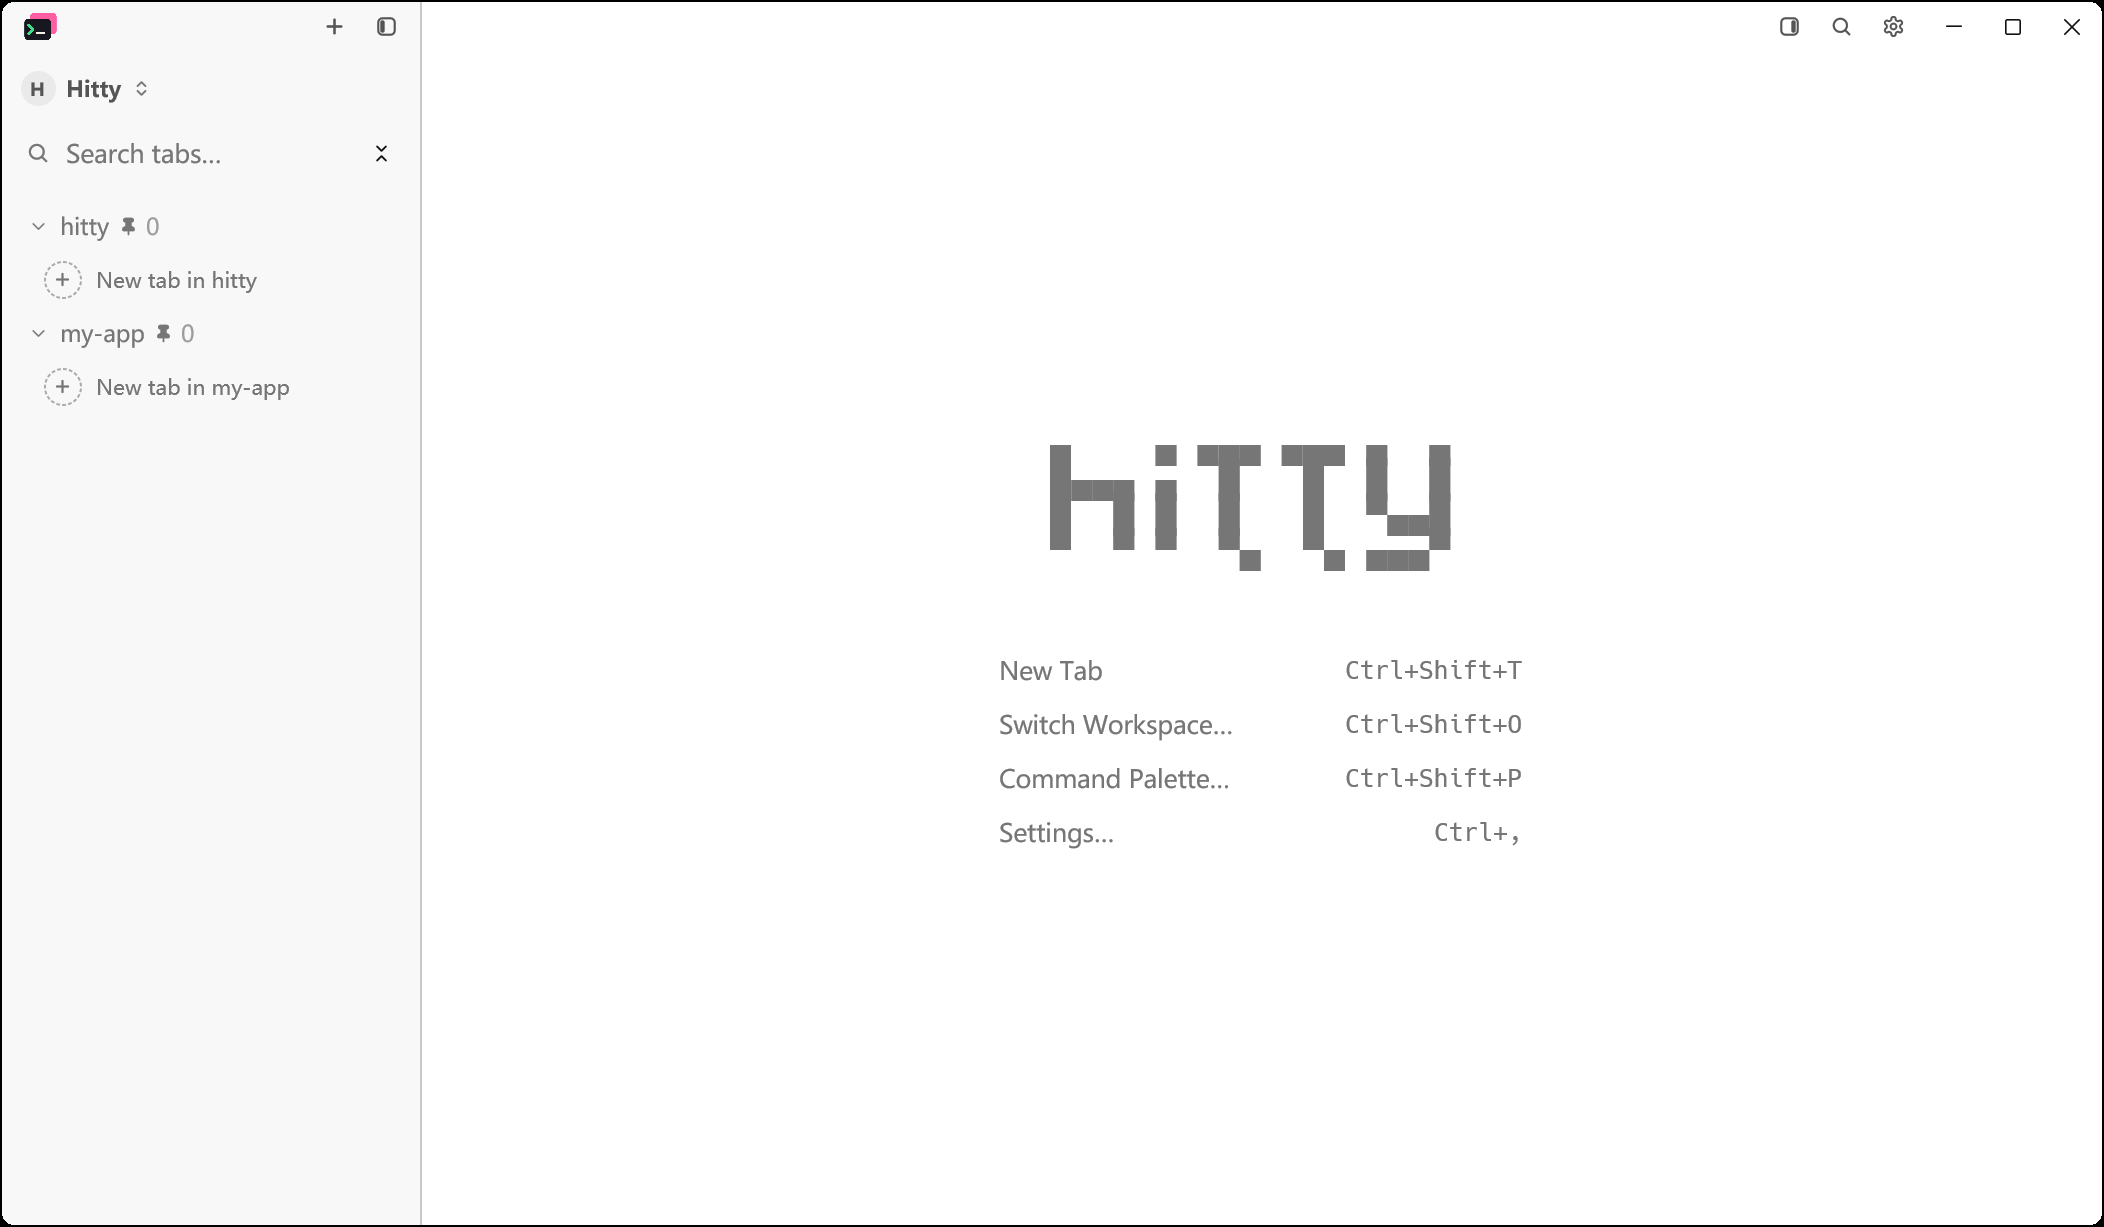 H Hitty
Search tabs...
hitty 0
New tab in hitty
my-app 0
New tab in my-app
hiTTY
New Tab Ctrl+Shift+T
Switch Workspace... Ctrl+Shift+O
Command Palette... Ctrl+Shift+P
Settings... Ctrl+,